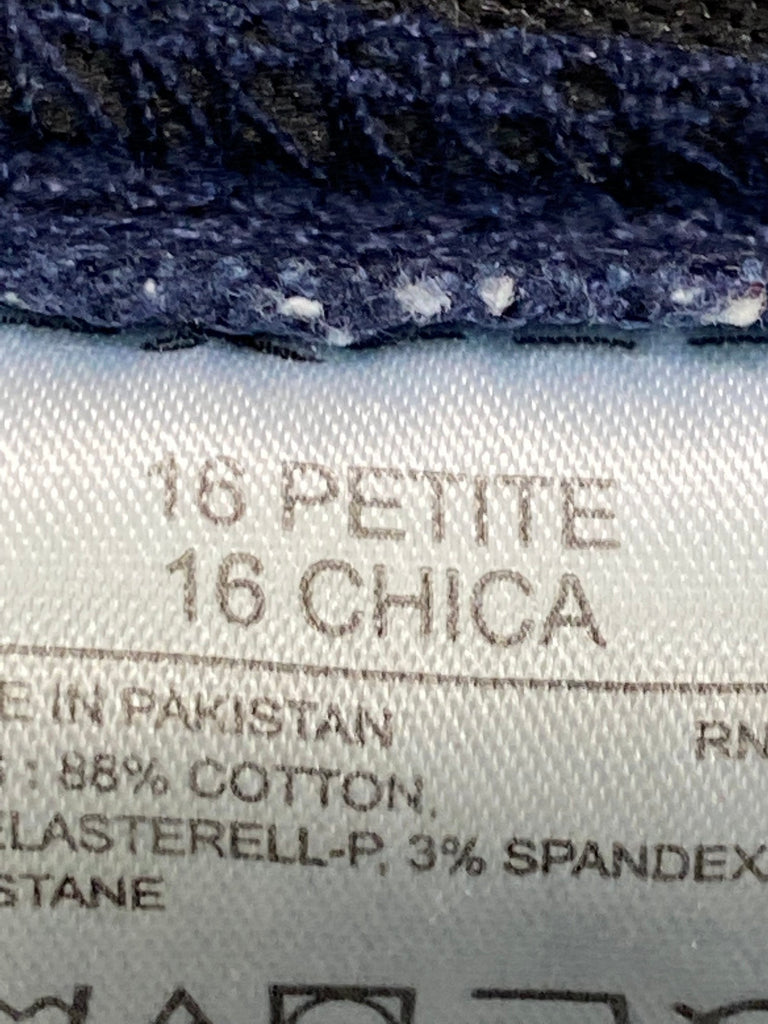 16 PETITE
16 CHICA
E IN PAKISTAN RN
: 88% COTTON,
ELASTERELL-P, 3% SPANDEX
STANE